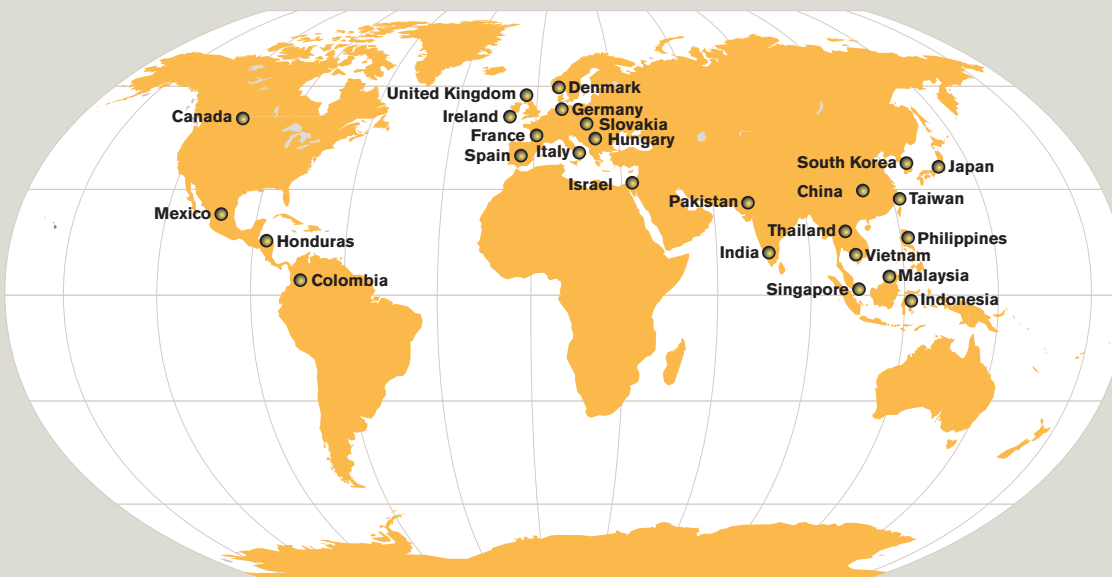 Denmark
United Kingdom
Germany
Canada
Ireland
Slovakia
France
Hungary
Italy
Spain
South Korea
Japan
Israel
China
Pakistan
Taiwan
Mexico
Thailand
Philippines
Honduras
India
Vietnam
Malaysia
Colombia
Singapore
Indonesia